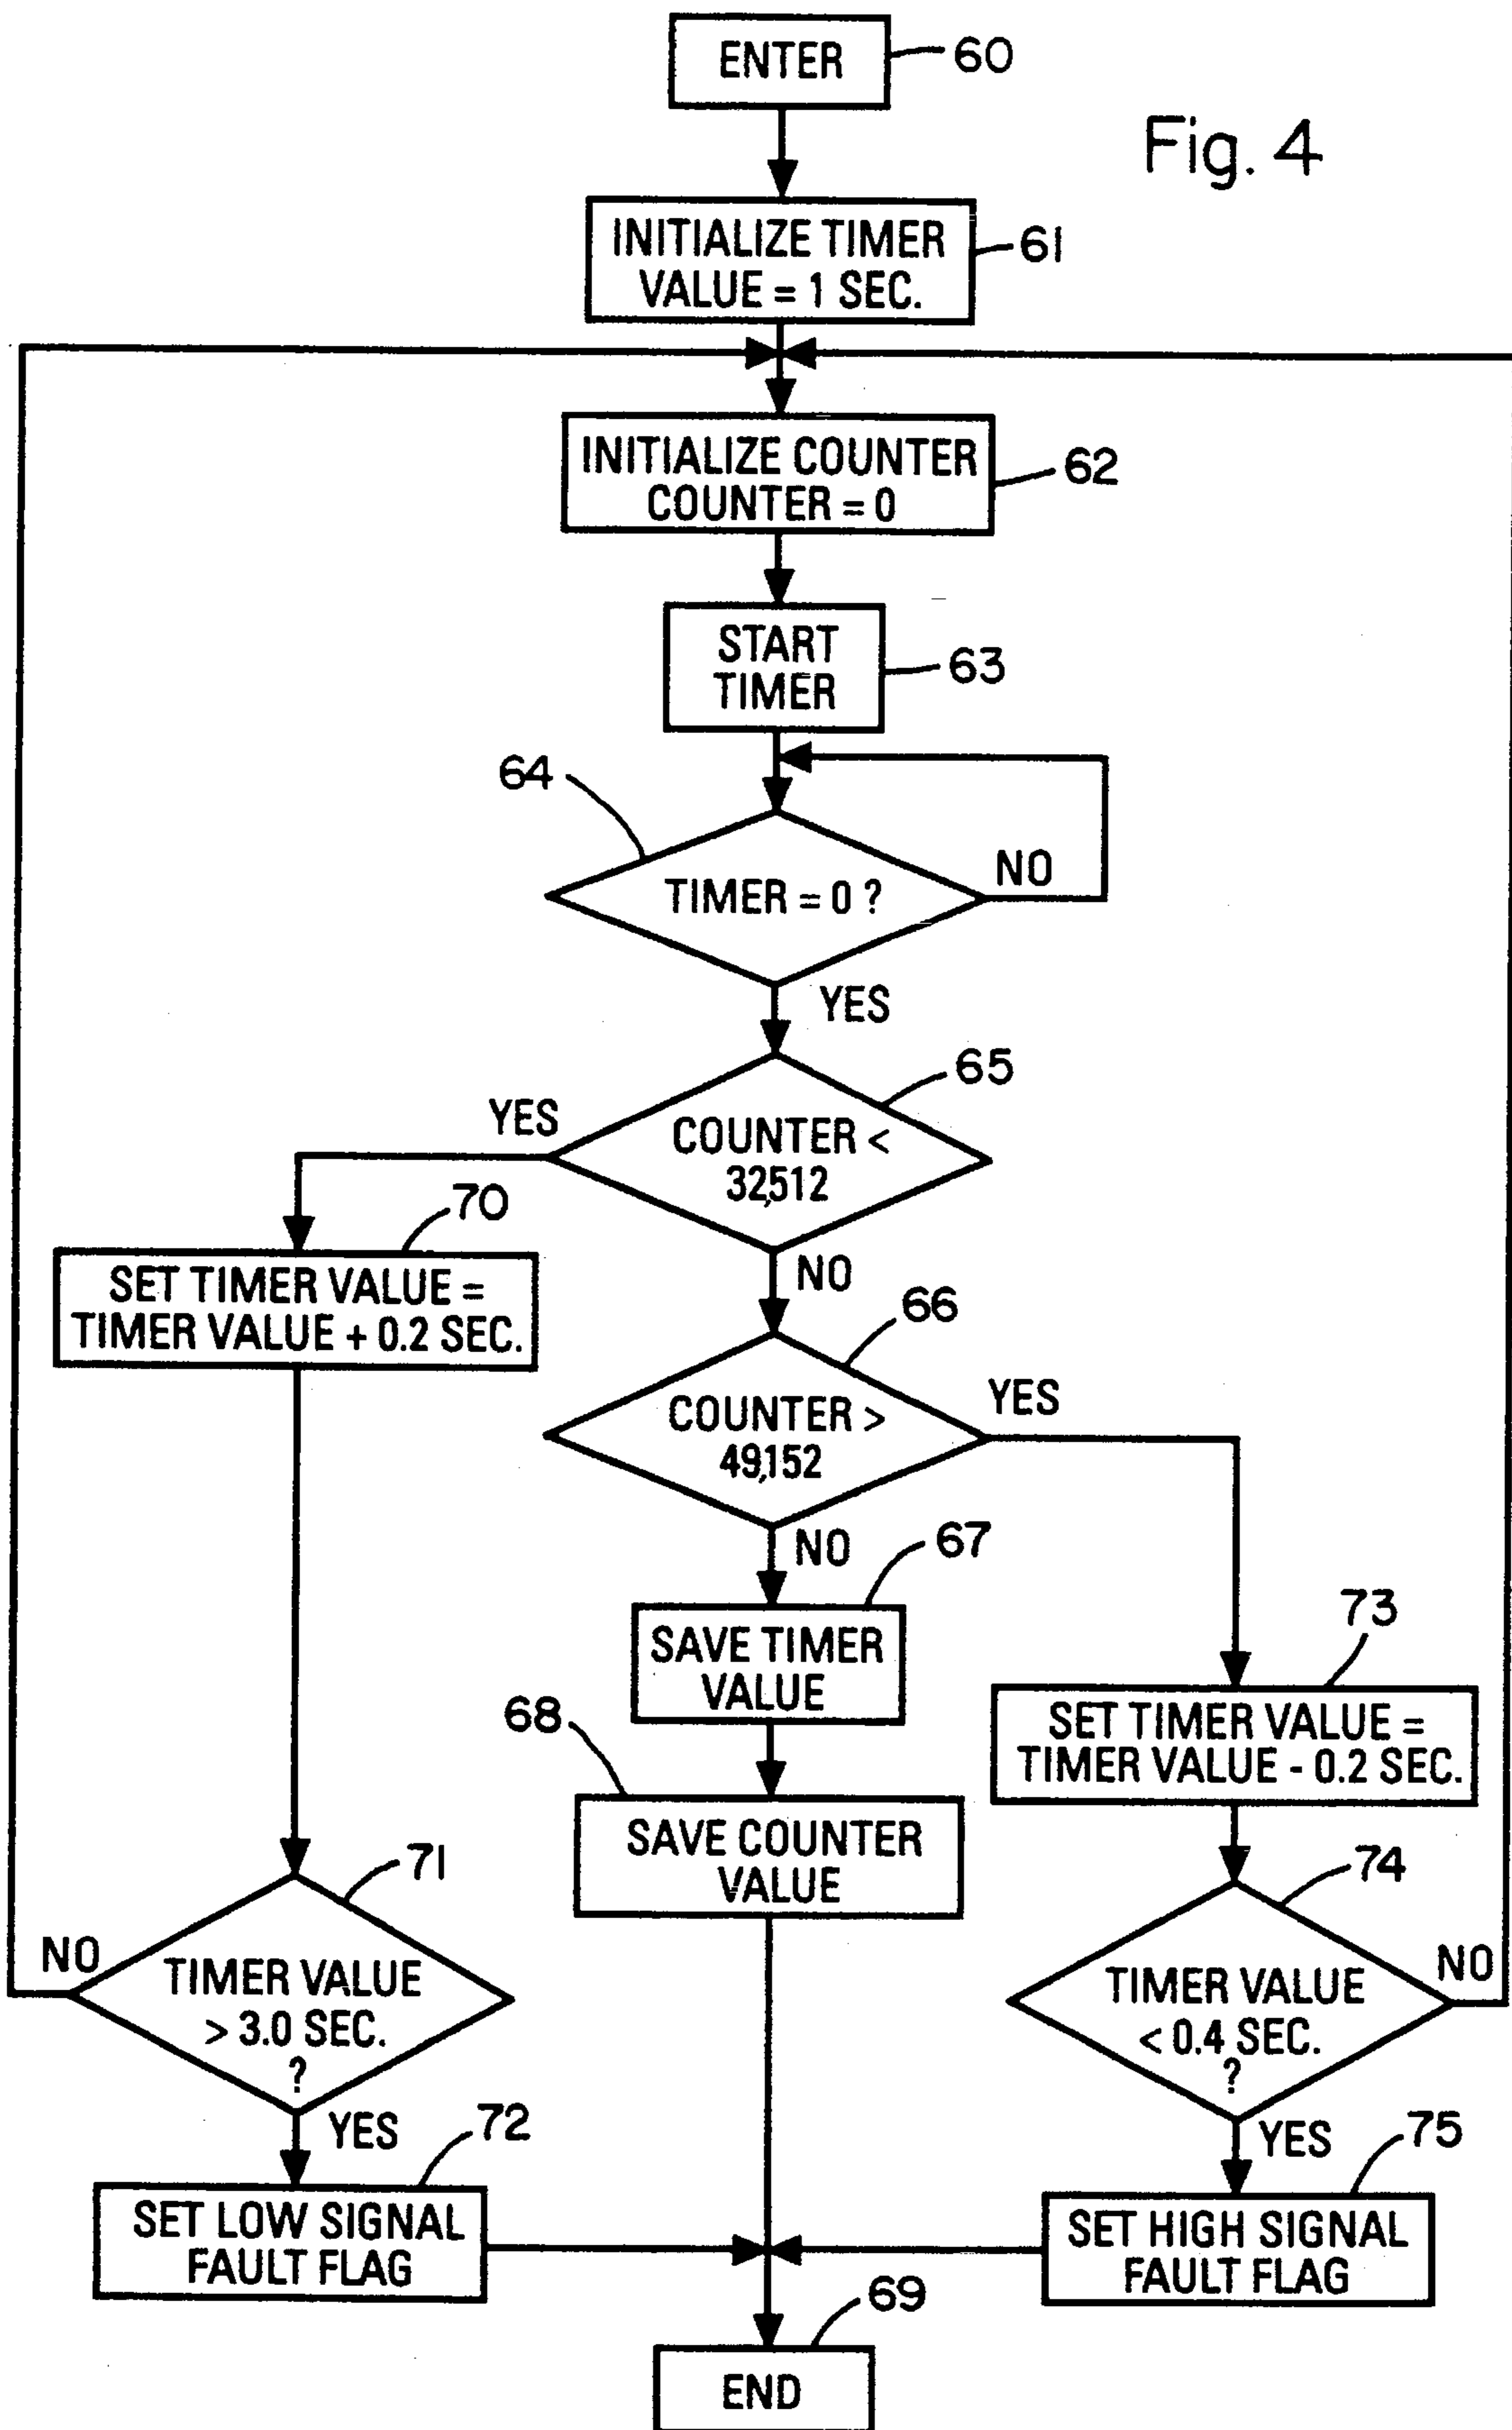 ENTER
60
Fig. 4
INITIALIZE TIMER
VALUE = 1 SEC.
61
INITIALIZE COUNTER
COUNTER = 0
62
START
TIMER
63
64
TIMER = 0 ?
NO
YES
65
YES
COUNTER <
32,512
70
NO
SET TIMER VALUE =
TIMER VALUE + 0.2 SEC.
66
COUNTER >
49,152
YES
NO
67
SAVE TIMER
VALUE
73
68
SET TIMER VALUE =
TIMER VALUE - 0.2 SEC.
SAVE COUNTER
VALUE
71
74
NO
TIMER VALUE
> 3.0 SEC.
?
TIMER VALUE
< 0.4 SEC.
?
NO
YES
72
YES
75
SET LOW SIGNAL
FAULT FLAG
SET HIGH SIGNAL
FAULT FLAG
69
END